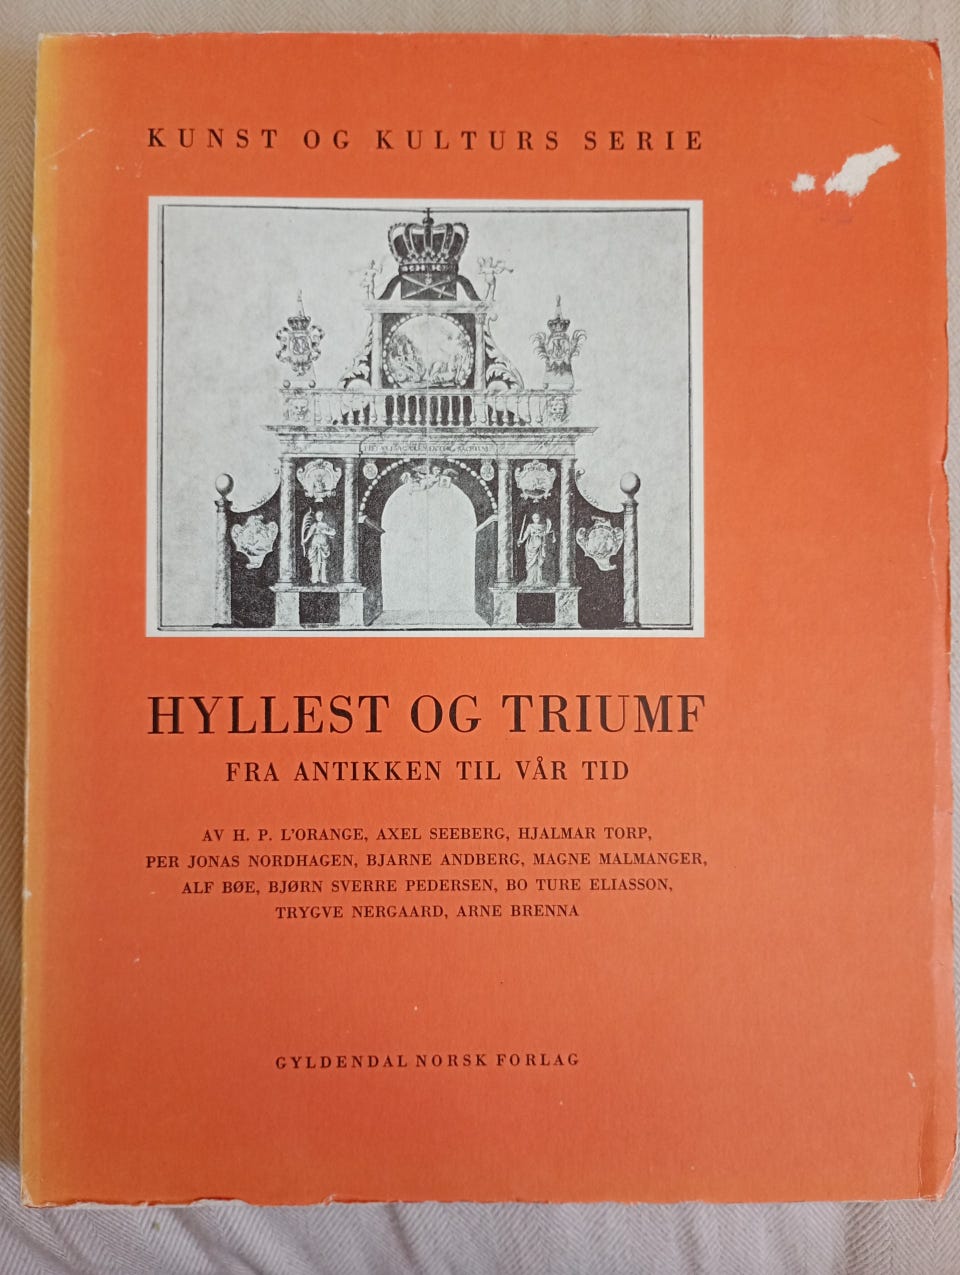 KUNST OG KULTURS SERIE
HYLLEST OG TRIUMF
FRA ANTIKKEN TIL VÅR TID
AV H. P. L'ORANGE, AXEL SEEBERG, HJALMAR TORP,
PER JONAS NORDHAGEN, BJARNE ANDBERG, MAGNE MALMANGER,
ALF BØE, BJØRN SVERRE PEDERSEN, BO TURE ELIASSON,
TRYGVE NERGAARD, ARNE BRENNA
GYLDENDAL NORSK FORLAG